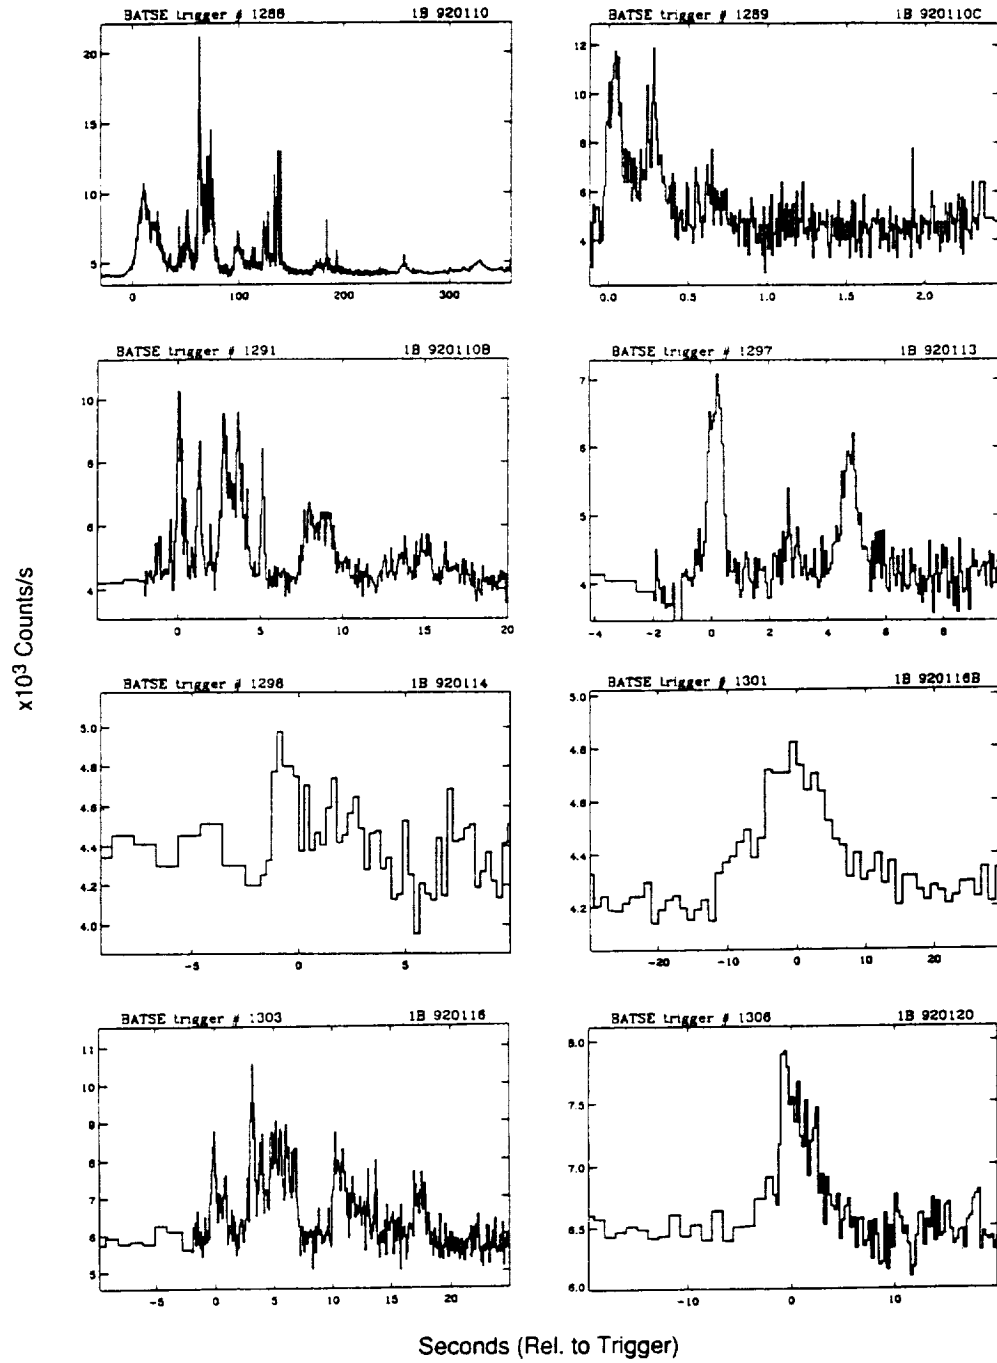 BATSE trigger # 1288 1B 920110
20
15
10
5
0 100 200 300
BATSE trigger # 1289 1B 920110C
12
10
8
6
4
0.0 0.5 1.0 1.5 2.0
BATSE trigger # 1291 1B 920110B
10
8
6
4
0 5 10 15 20
BATSE trigger # 1297 1B 920113
7
6
5
4
-4 -2 0 2 4 6 8
x10³ Counts/s
BATSE trigger # 1298 1B 920114
5.0
4.8
4.6
4.4
4.2
4.0
-5 0 5
BATSE trigger # 1301 1B 920116B
5.0
4.8
4.6
4.4
4.2
-20 -10 0 10 20
BATSE trigger # 1303 1B 920116
11
10
9
8
7
6
5
-5 0 5 10 15 20
BATSE trigger # 1306 1B 920120
8.0
7.5
7.0
6.5
6.0
-10 0 10
Seconds (Rel. to Trigger)